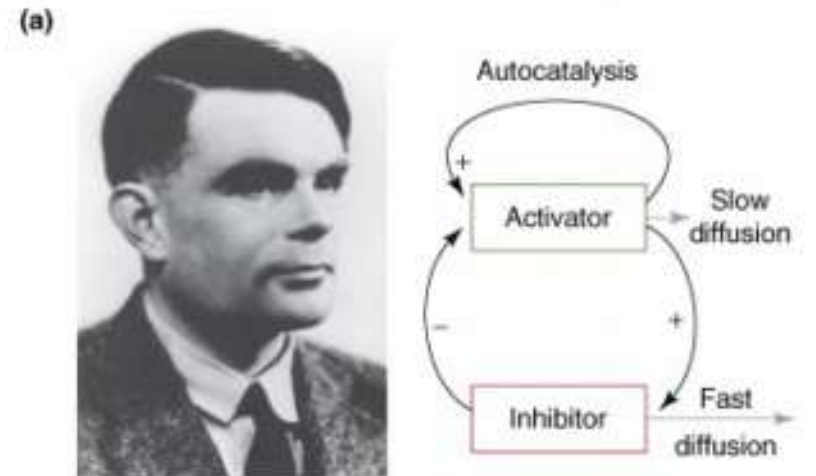 (a)
Autocatalysis
+
Activator
Slow
diffusion
−
+
Inhibitor
Fast
diffusion